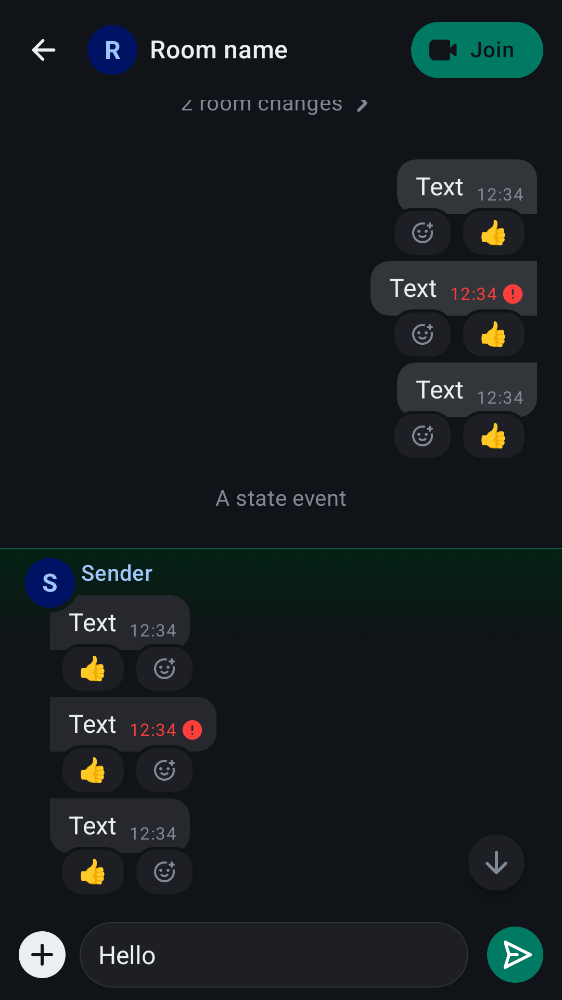 R Room name Join
2 room changes
Text 12:34
👍
Text 12:34
👍
Text 12:34
👍
A state event
S Sender
Text 12:34
👍
Text 12:34
👍
Text 12:34
👍
Hello